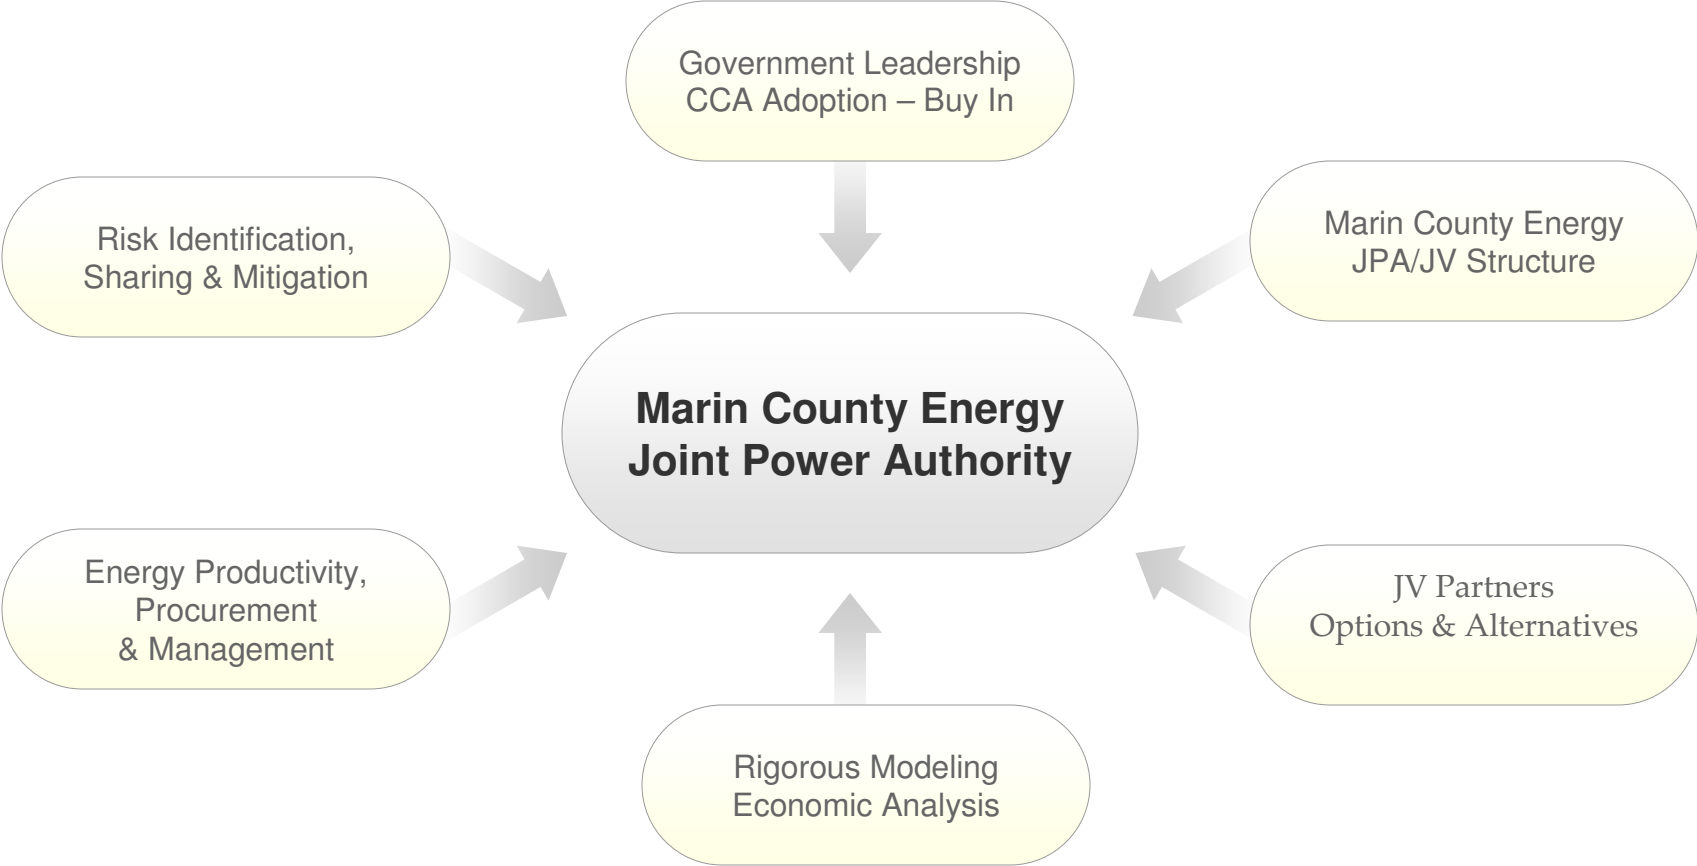 Government Leadership
CCA Adoption – Buy In
Risk Identification,
Sharing & Mitigation
Marin County Energy
JPA/JV Structure
Marin County Energy
Joint Power Authority
Energy Productivity,
Procurement
& Management
JV Partners
Options & Alternatives
Rigorous Modeling
Economic Analysis